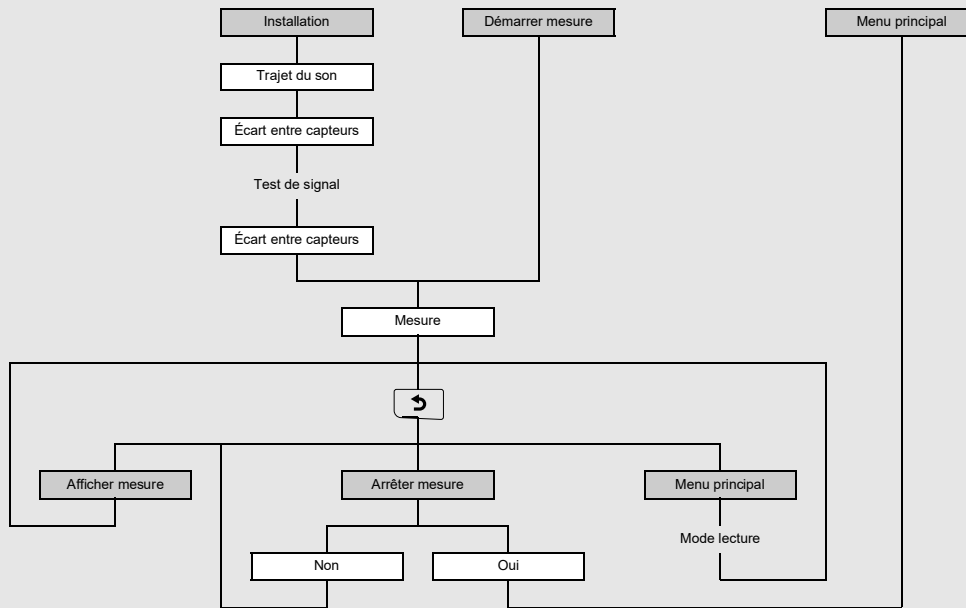 Installation
Démarrer mesure
Menu principal
Trajet du son
Écart entre capteurs
Test de signal
Écart entre capteurs
Mesure
Afficher mesure
Arrêter mesure
Menu principal
Mode lecture
Non
Oui